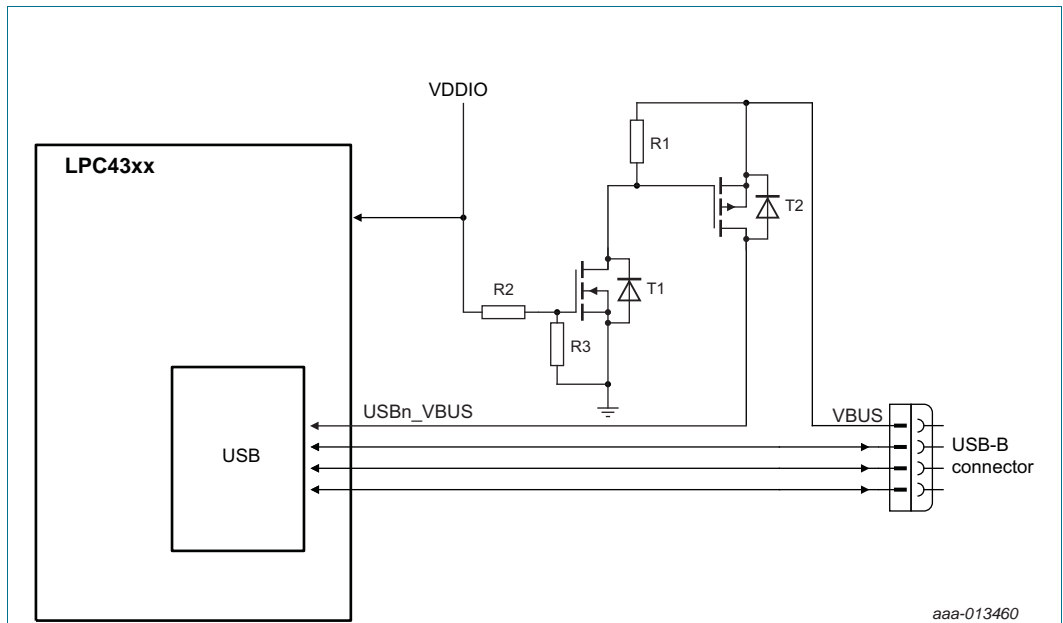 VDDIO
R1
LPC43xx
T2
R2
T1
R3
USBn_VBUS
VBUS
USB
USB-B
connector
aaa-013460